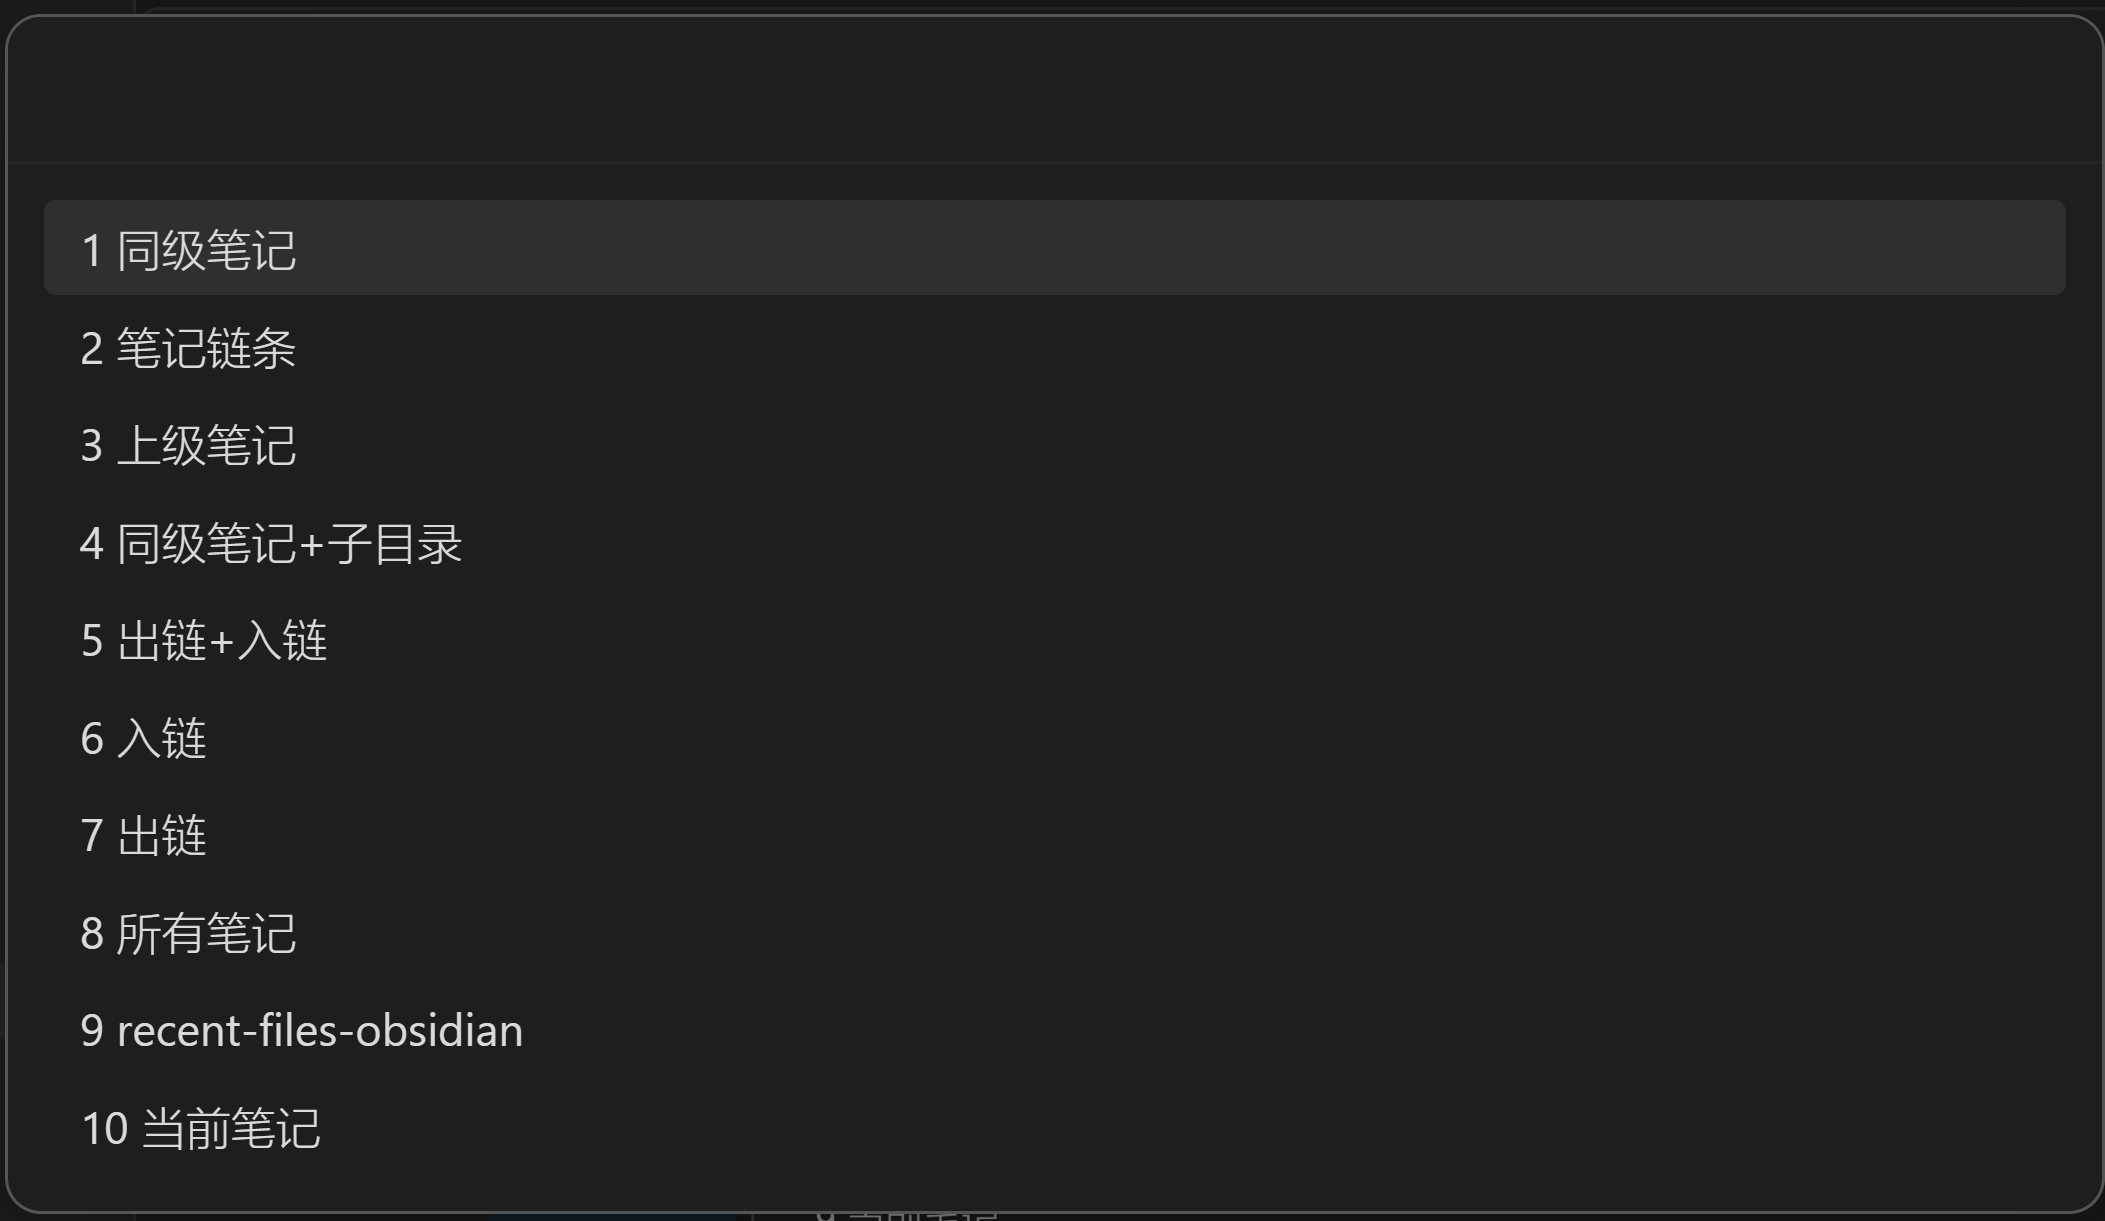 1 同级笔记
2 笔记链条
3 上级笔记
4 同级笔记+子目录
5 出链+入链
6 入链
7 出链
8 所有笔记
9 recent-files-obsidian
10 当前笔记